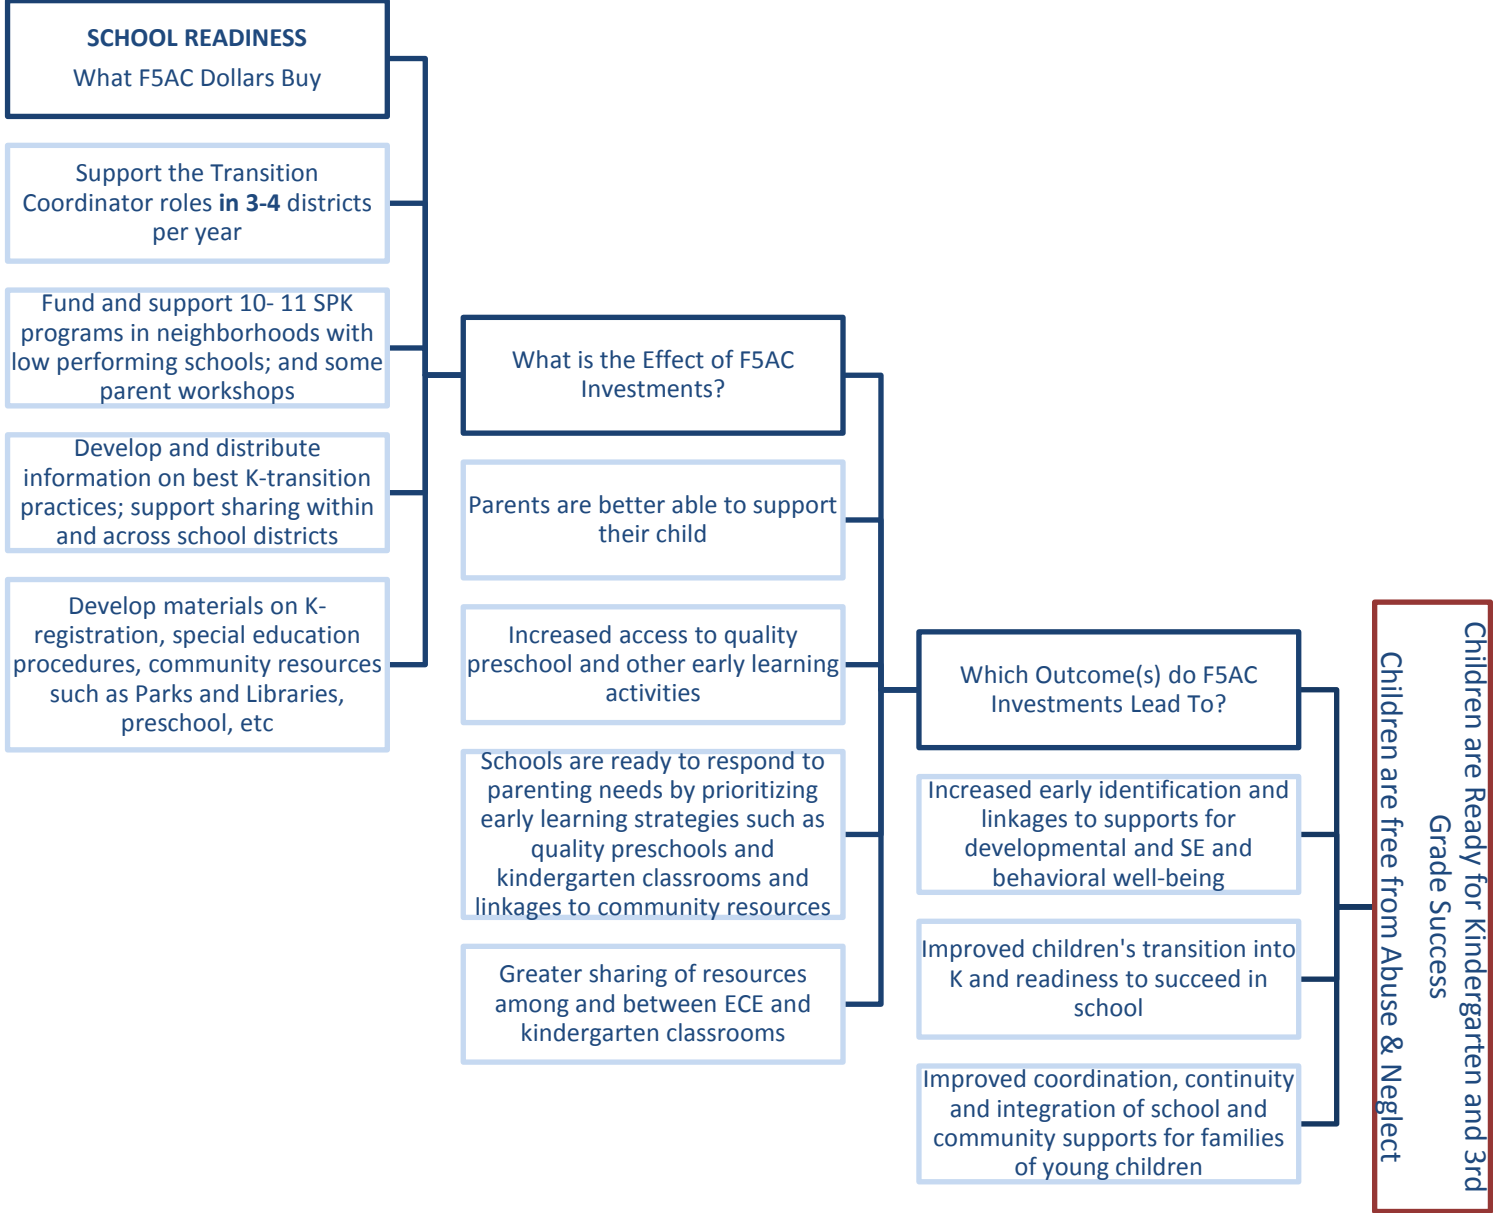 SCHOOL READINESS
What F5AC Dollars Buy
Support the Transition
Coordinator roles in 3-4 districts
per year
Fund and support 10- 11 SPK
programs in neighborhoods with
low performing schools; and some
parent workshops
Develop and distribute
information on best K-transition
practices; support sharing within
and across school districts
Develop materials on K-
registration, special education
procedures, community resources
such as Parks and Libraries,
preschool, etc
What is the Effect of F5AC
Investments?
Parents are better able to support
their child
Increased access to quality
preschool and other early learning
activities
Schools are ready to respond to
parenting needs by prioritizing
early learning strategies such as
quality preschools and
kindergarten classrooms and
linkages to community resources
Greater sharing of resources
among and between ECE and
kindergarten classrooms
Which Outcome(s) do F5AC
Investments Lead To?
Increased early identification and
linkages to supports for
developmental and SE and
behavioral well-being
Improved children's transition into
K and readiness to succeed in
school
Improved coordination, continuity
and integration of school and
community supports for families
of young children
Children are Ready for Kindergarten and 3rd
Grade Success
Children are free from Abuse & Neglect